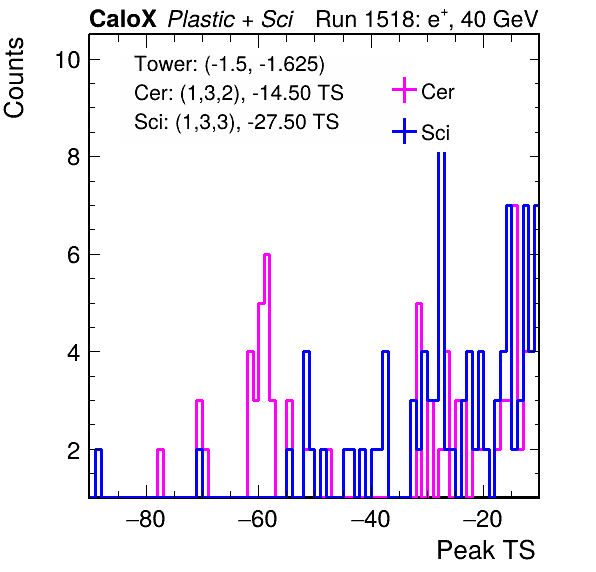 CaloX Plastic + Sci Run 1518: e+, 40 GeV
Tower: (-1.5, -1.625)
Cer: (1,3,2), -14.50 TS
Sci: (1,3,3), -27.50 TS
Cer
Sci
Counts
10
8
6
4
2
−80 −60 −40 −20
Peak TS